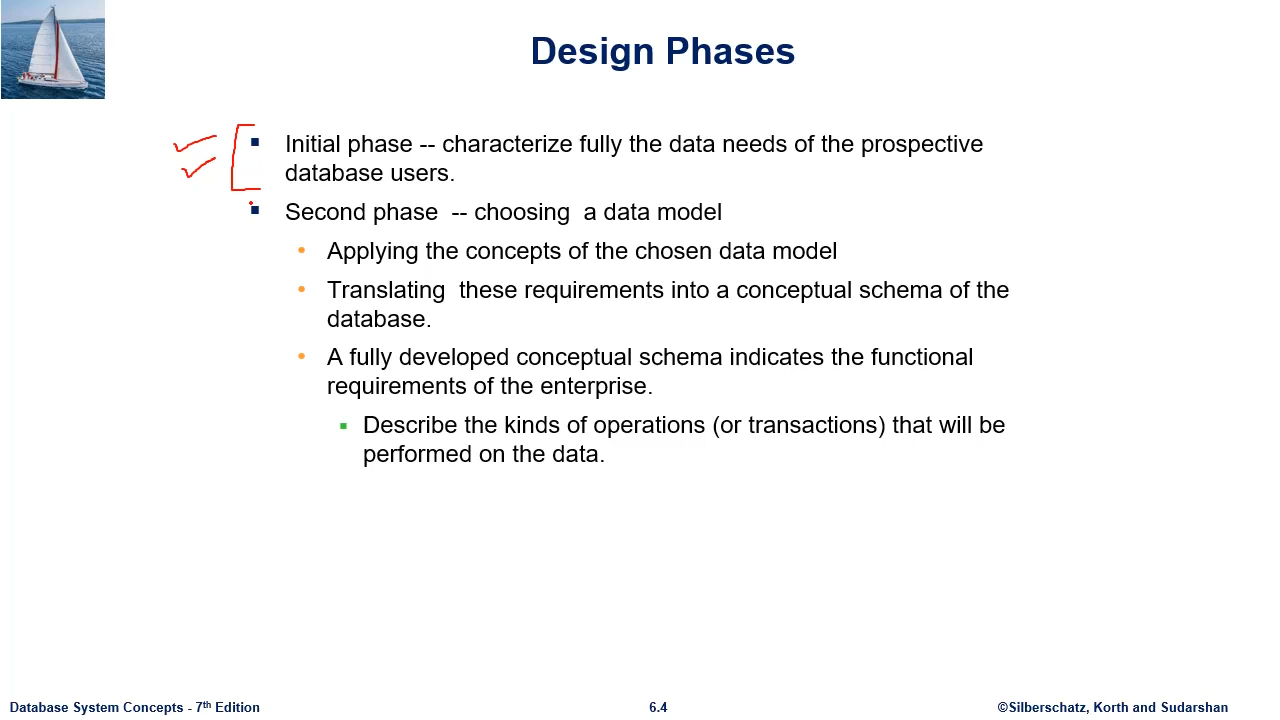 Design Phases
Initial phase -- characterize fully the data needs of the prospective
database users.
Second phase -- choosing a data model
Applying the concepts of the chosen data model
Translating these requirements into a conceptual schema of the
database.
A fully developed conceptual schema indicates the functional
requirements of the enterprise.
Describe the kinds of operations (or transactions) that will be
performed on the data.
Database System Concepts - 7th Edition
6.4
©Silberschatz, Korth and Sudarshan